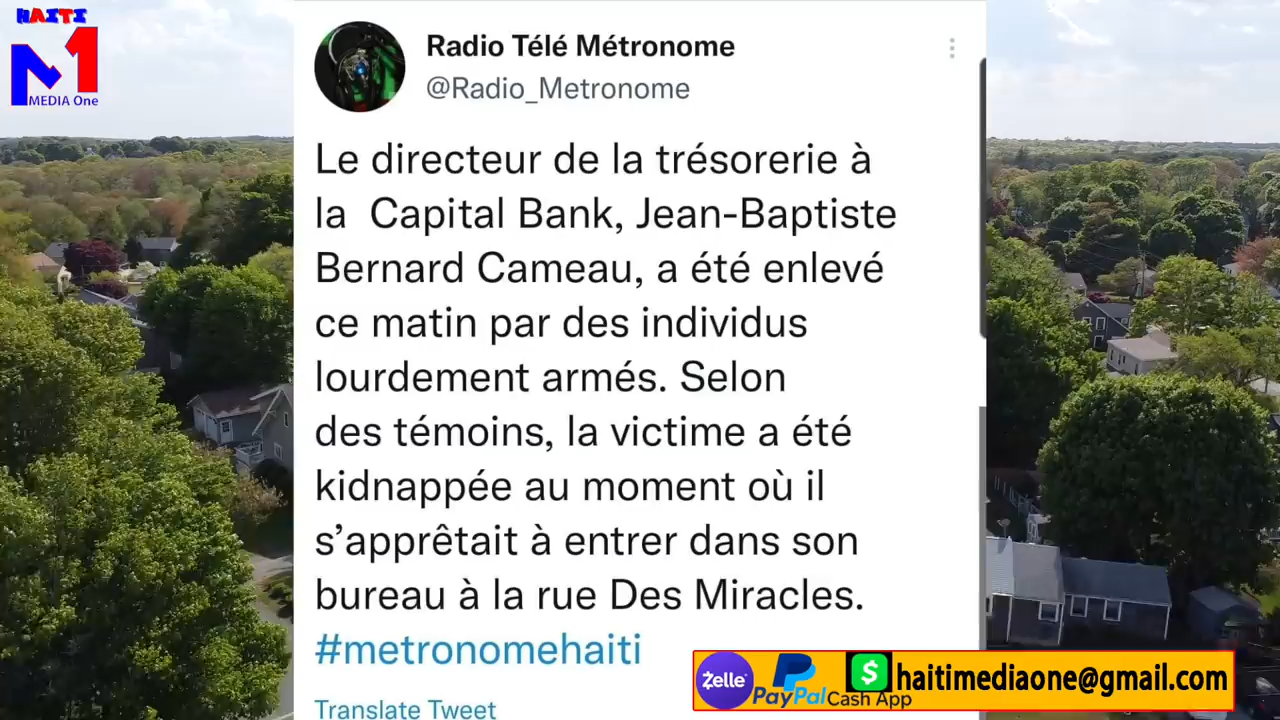 HAITI
M1
MEDIA One
Radio Télé Métronome
@Radio_Metronome
Le directeur de la trésorerie à
la Capital Bank, Jean-Baptiste
Bernard Cameau, a été enlevé
ce matin par des individus
lourdement armés. Selon
des témoins, la victime a été
kidnappée au moment où il
s’apprêtait à entrer dans son
bureau à la rue Des Miracles.
#metronomehaiti
Translate Tweet
Zelle PayPal $ Cash App haitimediaone@gmail.com